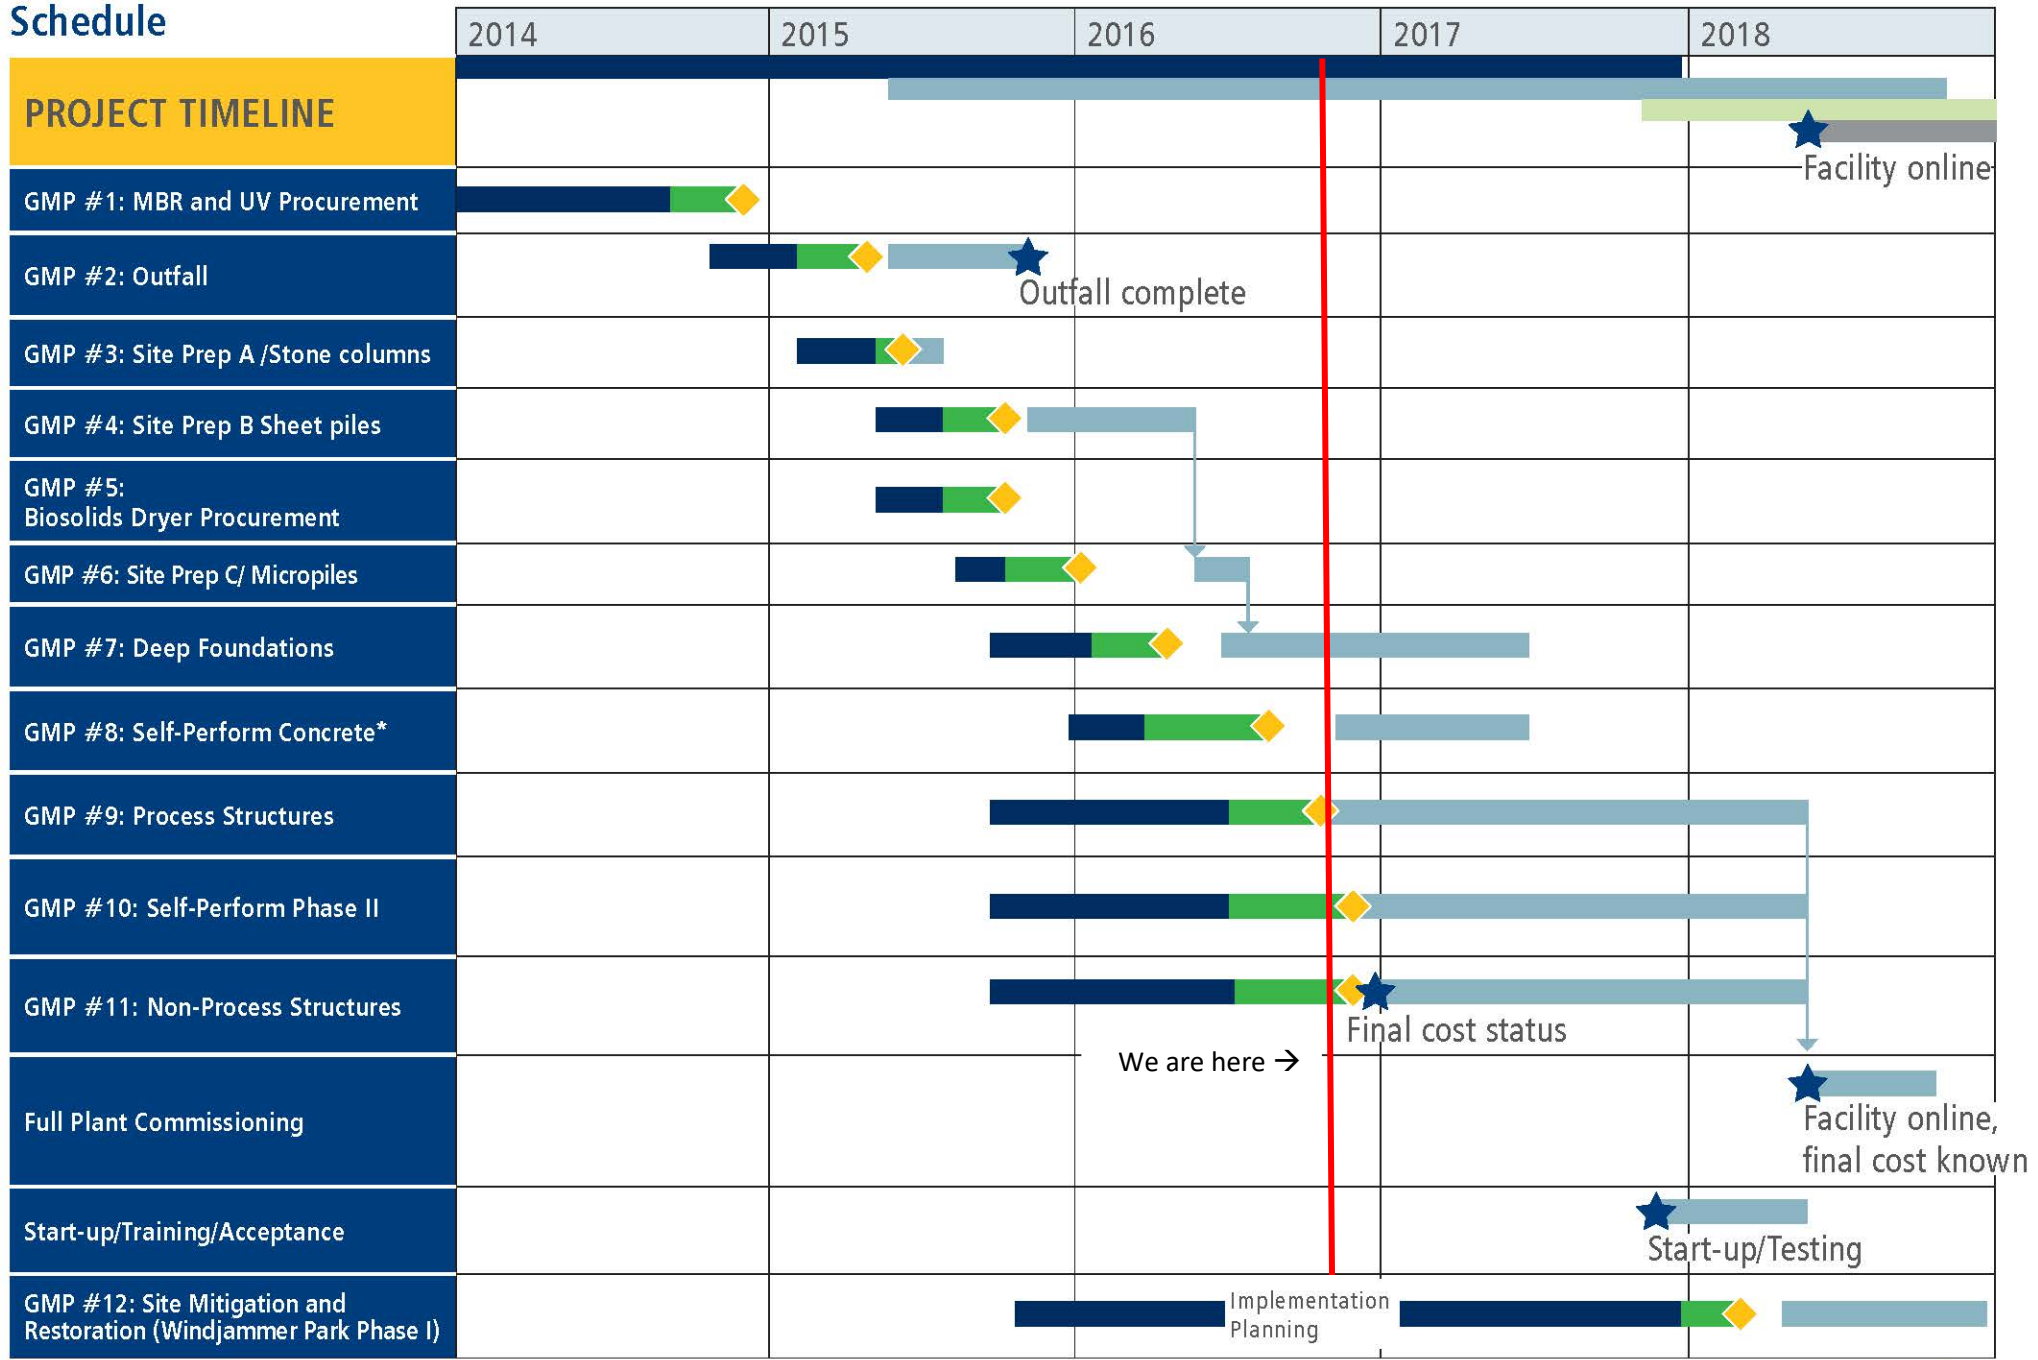 Schedule
2014 2015 2016 2017 2018
PROJECT TIMELINE
Facility online
GMP #1: MBR and UV Procurement
GMP #2: Outfall
Outfall complete
GMP #3: Site Prep A /Stone columns
GMP #4: Site Prep B Sheet piles
GMP #5:
Biosolids Dryer Procurement
GMP #6: Site Prep C/ Micropiles
GMP #7: Deep Foundations
GMP #8: Self-Perform Concrete*
GMP #9: Process Structures
GMP #10: Self-Perform Phase II
GMP #11: Non-Process Structures
Final cost status
We are here →
Full Plant Commissioning
Facility online,
final cost known
Start-up/Training/Acceptance
Start-up/Testing
GMP #12: Site Mitigation and
Restoration (Windjammer Park Phase I)
Implementation
Planning